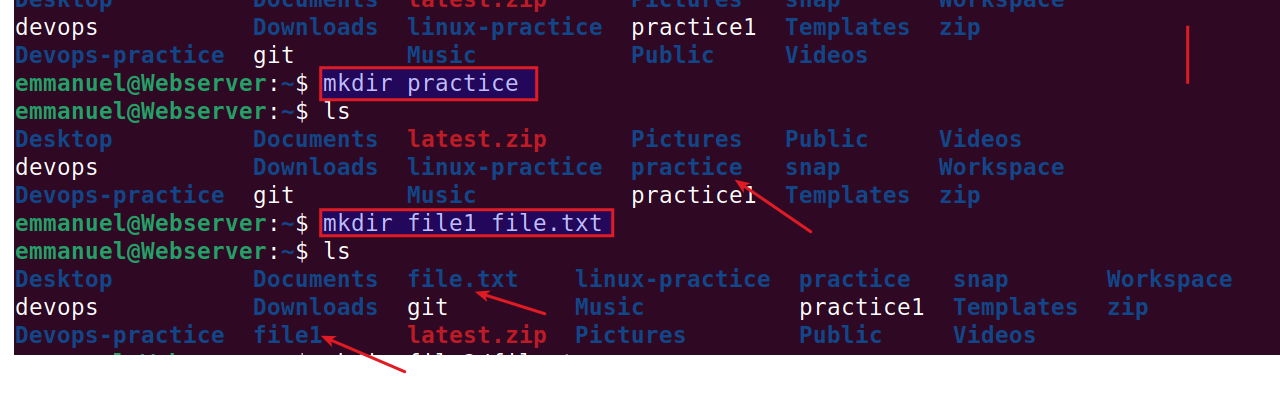 Desktop Documents latest.zip Pictures snap Workspace
devops Downloads linux-practice practice1 Templates zip
Devops-practice git Music Public Videos
emmanuel@Webserver:~$ mkdir practice
emmanuel@Webserver:~$ ls
Desktop Documents latest.zip Pictures Public Videos
devops Downloads linux-practice practice snap Workspace
Devops-practice git Music practice1 Templates zip
emmanuel@Webserver:~$ mkdir file1 file.txt
emmanuel@Webserver:~$ ls
Desktop Documents file.txt linux-practice practice snap Workspace
devops Downloads git Music practice1 Templates zip
Devops-practice file1 latest.zip Pictures Public Videos